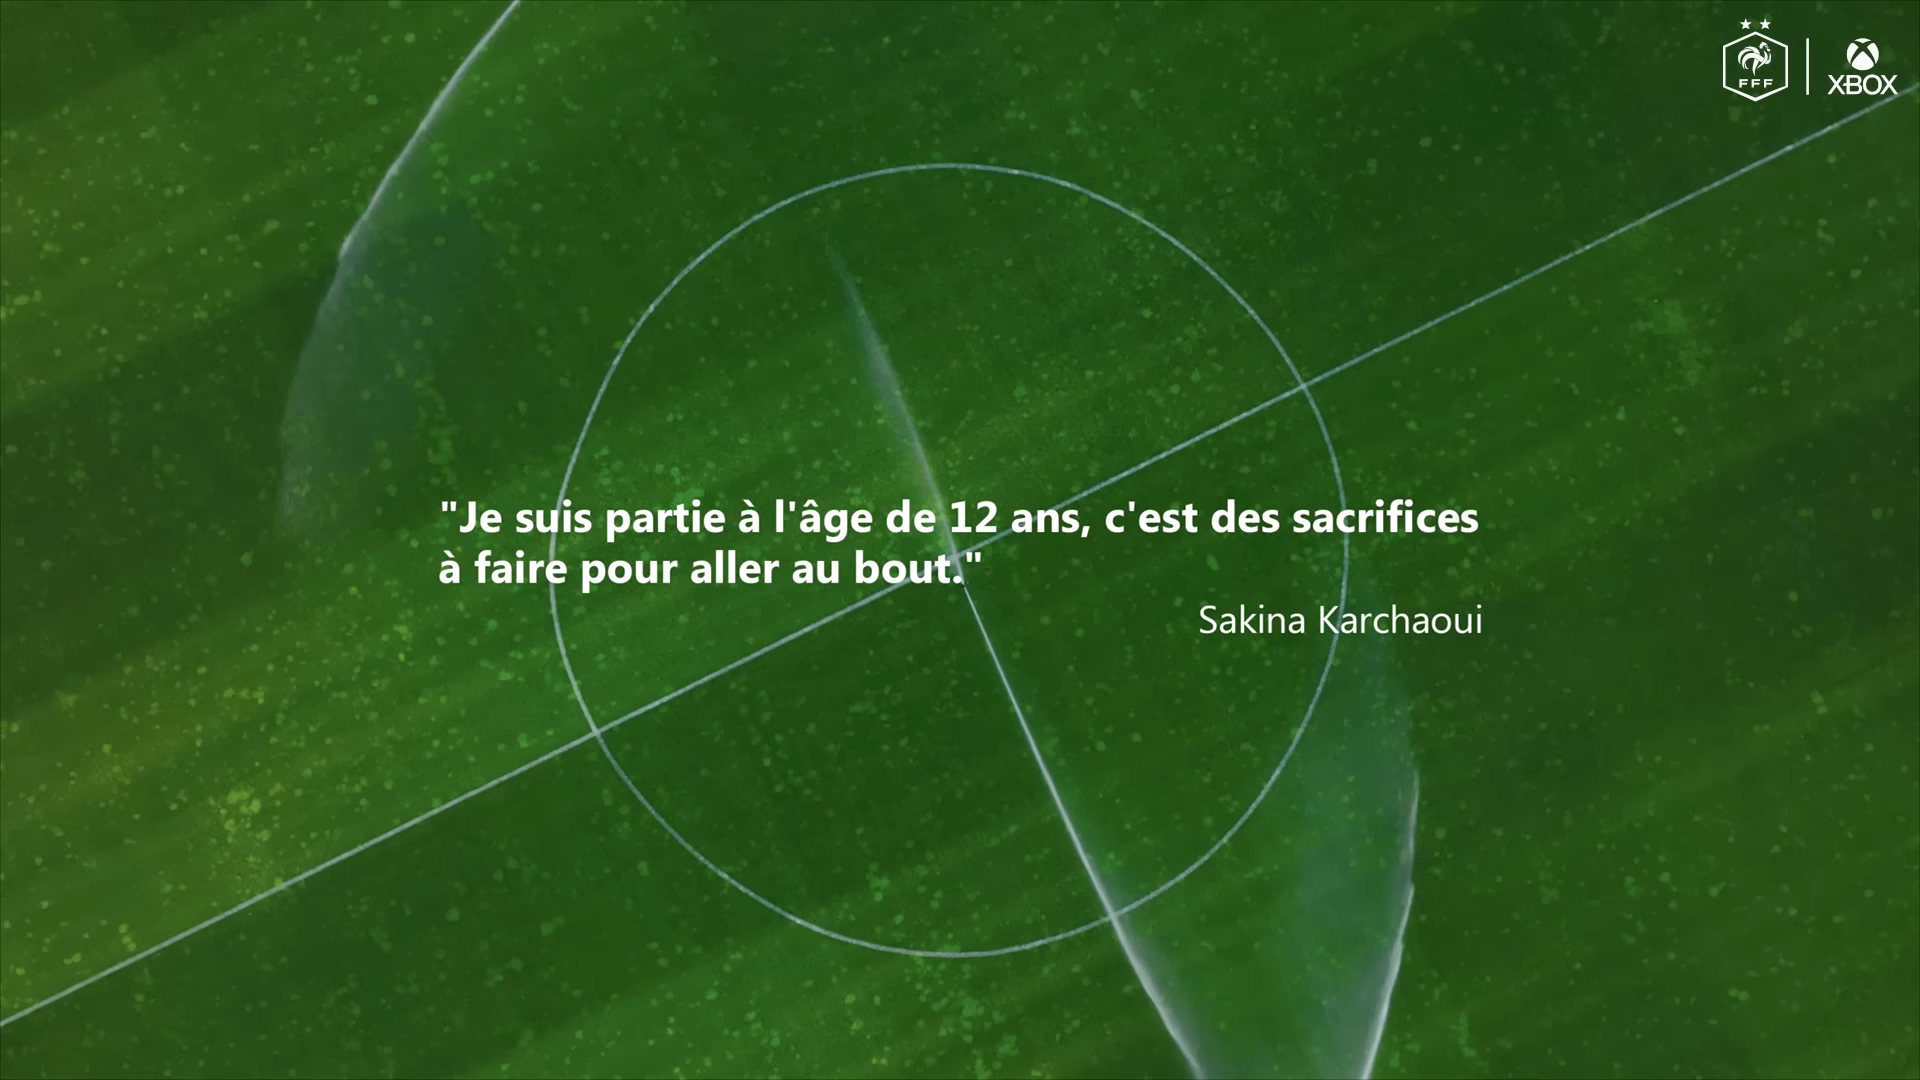 FFF
XBOX
"Je suis partie à l'âge de 12 ans, c'est des sacrifices
à faire pour aller au bout."
Sakina Karchaoui